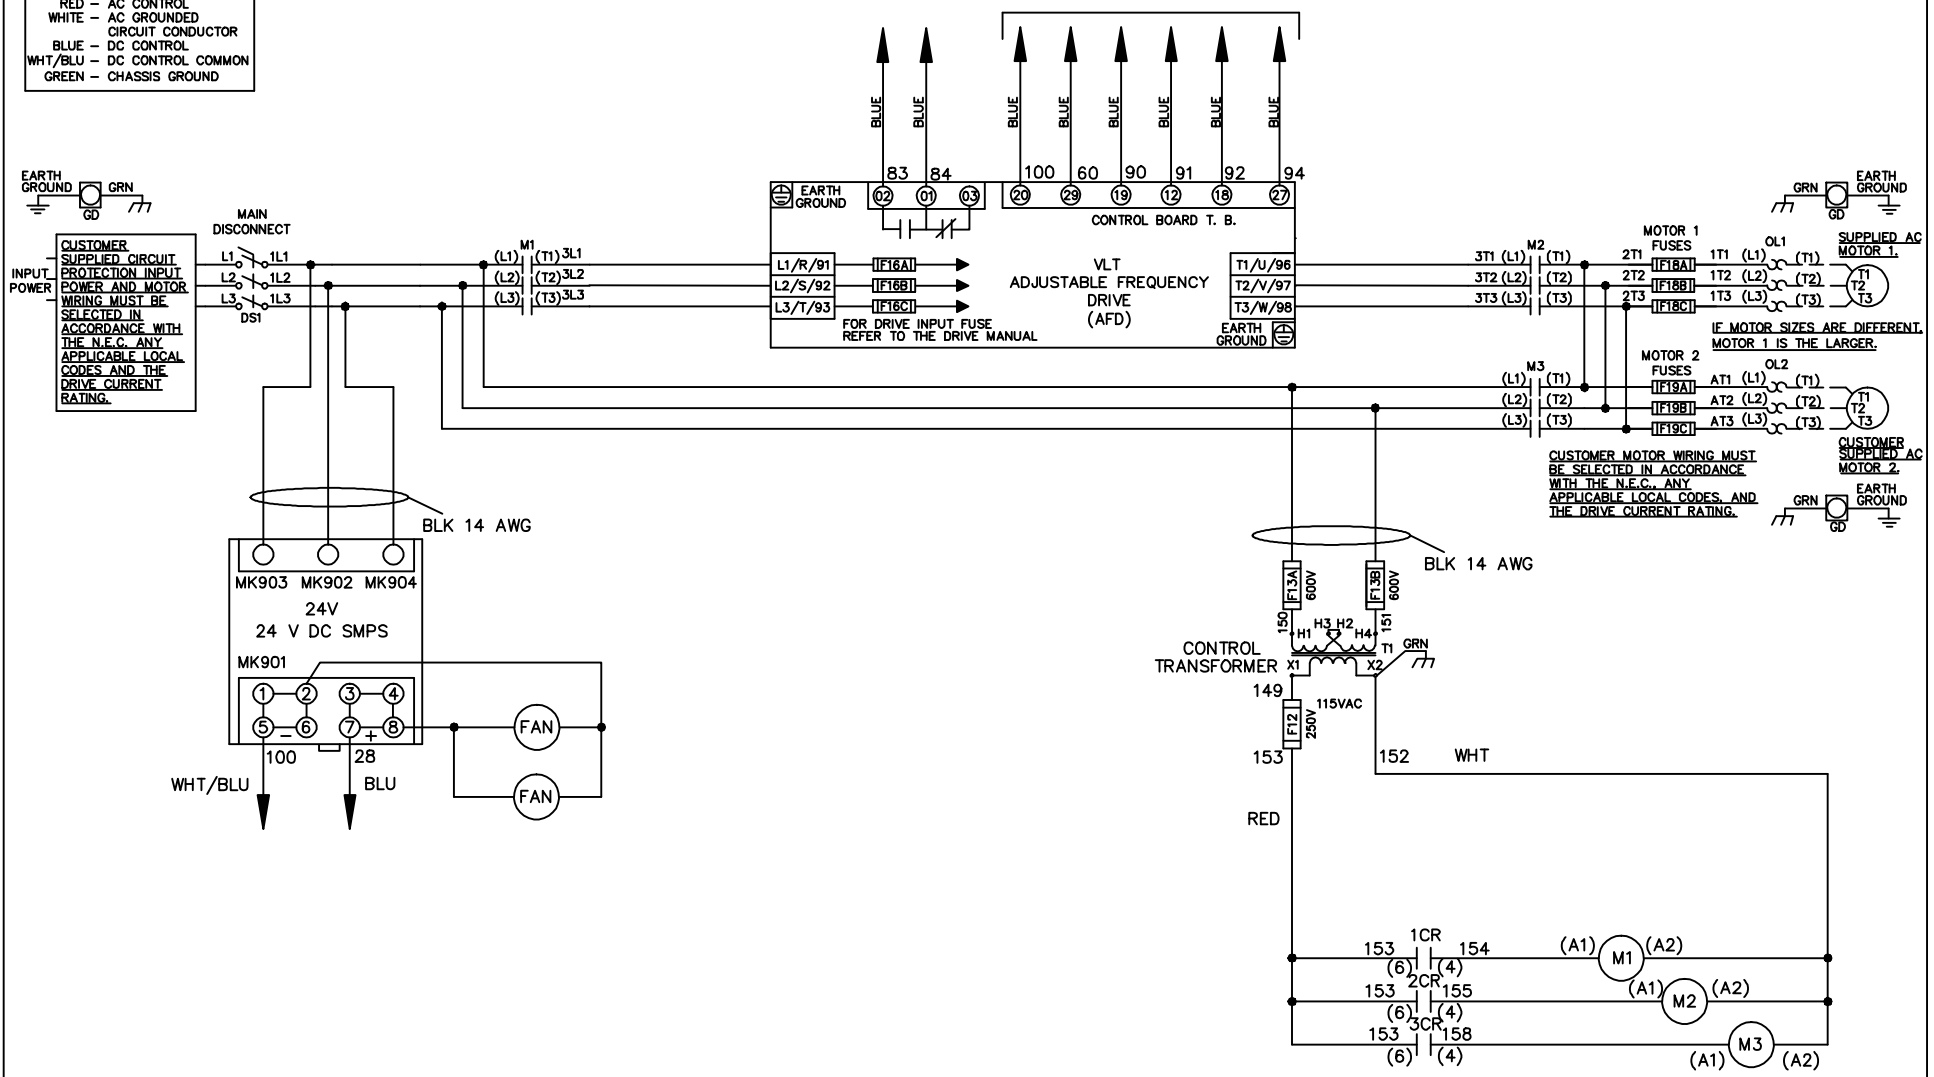 RED – AC CONTROL
WHITE – AC GROUNDED
CIRCUIT CONDUCTOR
BLUE – DC CONTROL
WHT/BLU – DC CONTROL COMMON
GREEN – CHASSIS GROUND
BLUE
BLUE
BLUE
BLUE
BLUE
BLUE
BLUE
BLUE
83
84
100
60
90
91
92
94
EARTH
GROUND
02
01
03
20
29
19
12
18
27
CONTROL BOARD T. B.
EARTH
GROUND
GRN
GD
MAIN
DISCONNECT
CUSTOMER
SUPPLIED CIRCUIT
PROTECTION INPUT
POWER AND MOTOR
WIRING MUST BE
SELECTED IN
ACCORDANCE WITH
THE N.E.C. ANY
APPLICABLE LOCAL
CODES AND THE
DRIVE CURRENT
RATING.
INPUT
POWER
L1
1L1
L2
1L2
L3
1L3
DS1
M1
(L1) (T1) 3L1
(L2) (T2) 3L2
(L3) (T3) 3L3
L1/R/91
L2/S/92
L3/T/93
F16A
F16B
F16C
FOR DRIVE INPUT FUSE
REFER TO THE DRIVE MANUAL
VLT
ADJUSTABLE FREQUENCY
DRIVE
(AFD)
T1/U/96
T2/V/97
T3/W/98
EARTH
GROUND
M2
3T1 (L1) (T1)
3T2 (L2) (T2)
3T3 (L3) (T3)
MOTOR 1
FUSES
2T1
F18A
1T1 (L1)
2T2
F18B
1T2 (L2)
2T3
F18C
1T3 (L3)
OL1
(T1)
(T2)
(T3)
GRN
EARTH
GROUND
GD
SUPPLIED AC
MOTOR 1.
T1
T2
T3
IF MOTOR SIZES ARE DIFFERENT,
MOTOR 1 IS THE LARGER.
M3
(L1) (T1)
(L2) (T2)
(L3) (T3)
MOTOR 2
FUSES
F19A
AT1 (L1)
F19B
AT2 (L2)
F19C
AT3 (L3)
OL2
(T1)
(T2)
(T3)
T1
T2
T3
CUSTOMER
SUPPLIED AC
MOTOR 2.
CUSTOMER MOTOR WIRING MUST
BE SELECTED IN ACCORDANCE
WITH THE N.E.C., ANY
APPLICABLE LOCAL CODES, AND
THE DRIVE CURRENT RATING.
GRN
EARTH
GROUND
GD
BLK 14 AWG
MK903 MK902 MK904
24V
24 V DC SMPS
MK901
1
2
3
4
5
–
6
7
+
8
100
28
WHT/BLU
BLU
FAN
FAN
BLK 14 AWG
F13A
600V
F13B
600V
150
151
H1
H3 H2
H4
T1
GRN
CONTROL
TRANSFORMER
X1
X2
149
115VAC
F12
250V
153
152
WHT
RED
1CR
153
154
(6)
(4)
(A1)
M1
(A2)
2CR
153
155
(6)
(4)
(A1)
M2
(A2)
3CR
153
158
(6)
(4)
(A1)
M3
(A2)